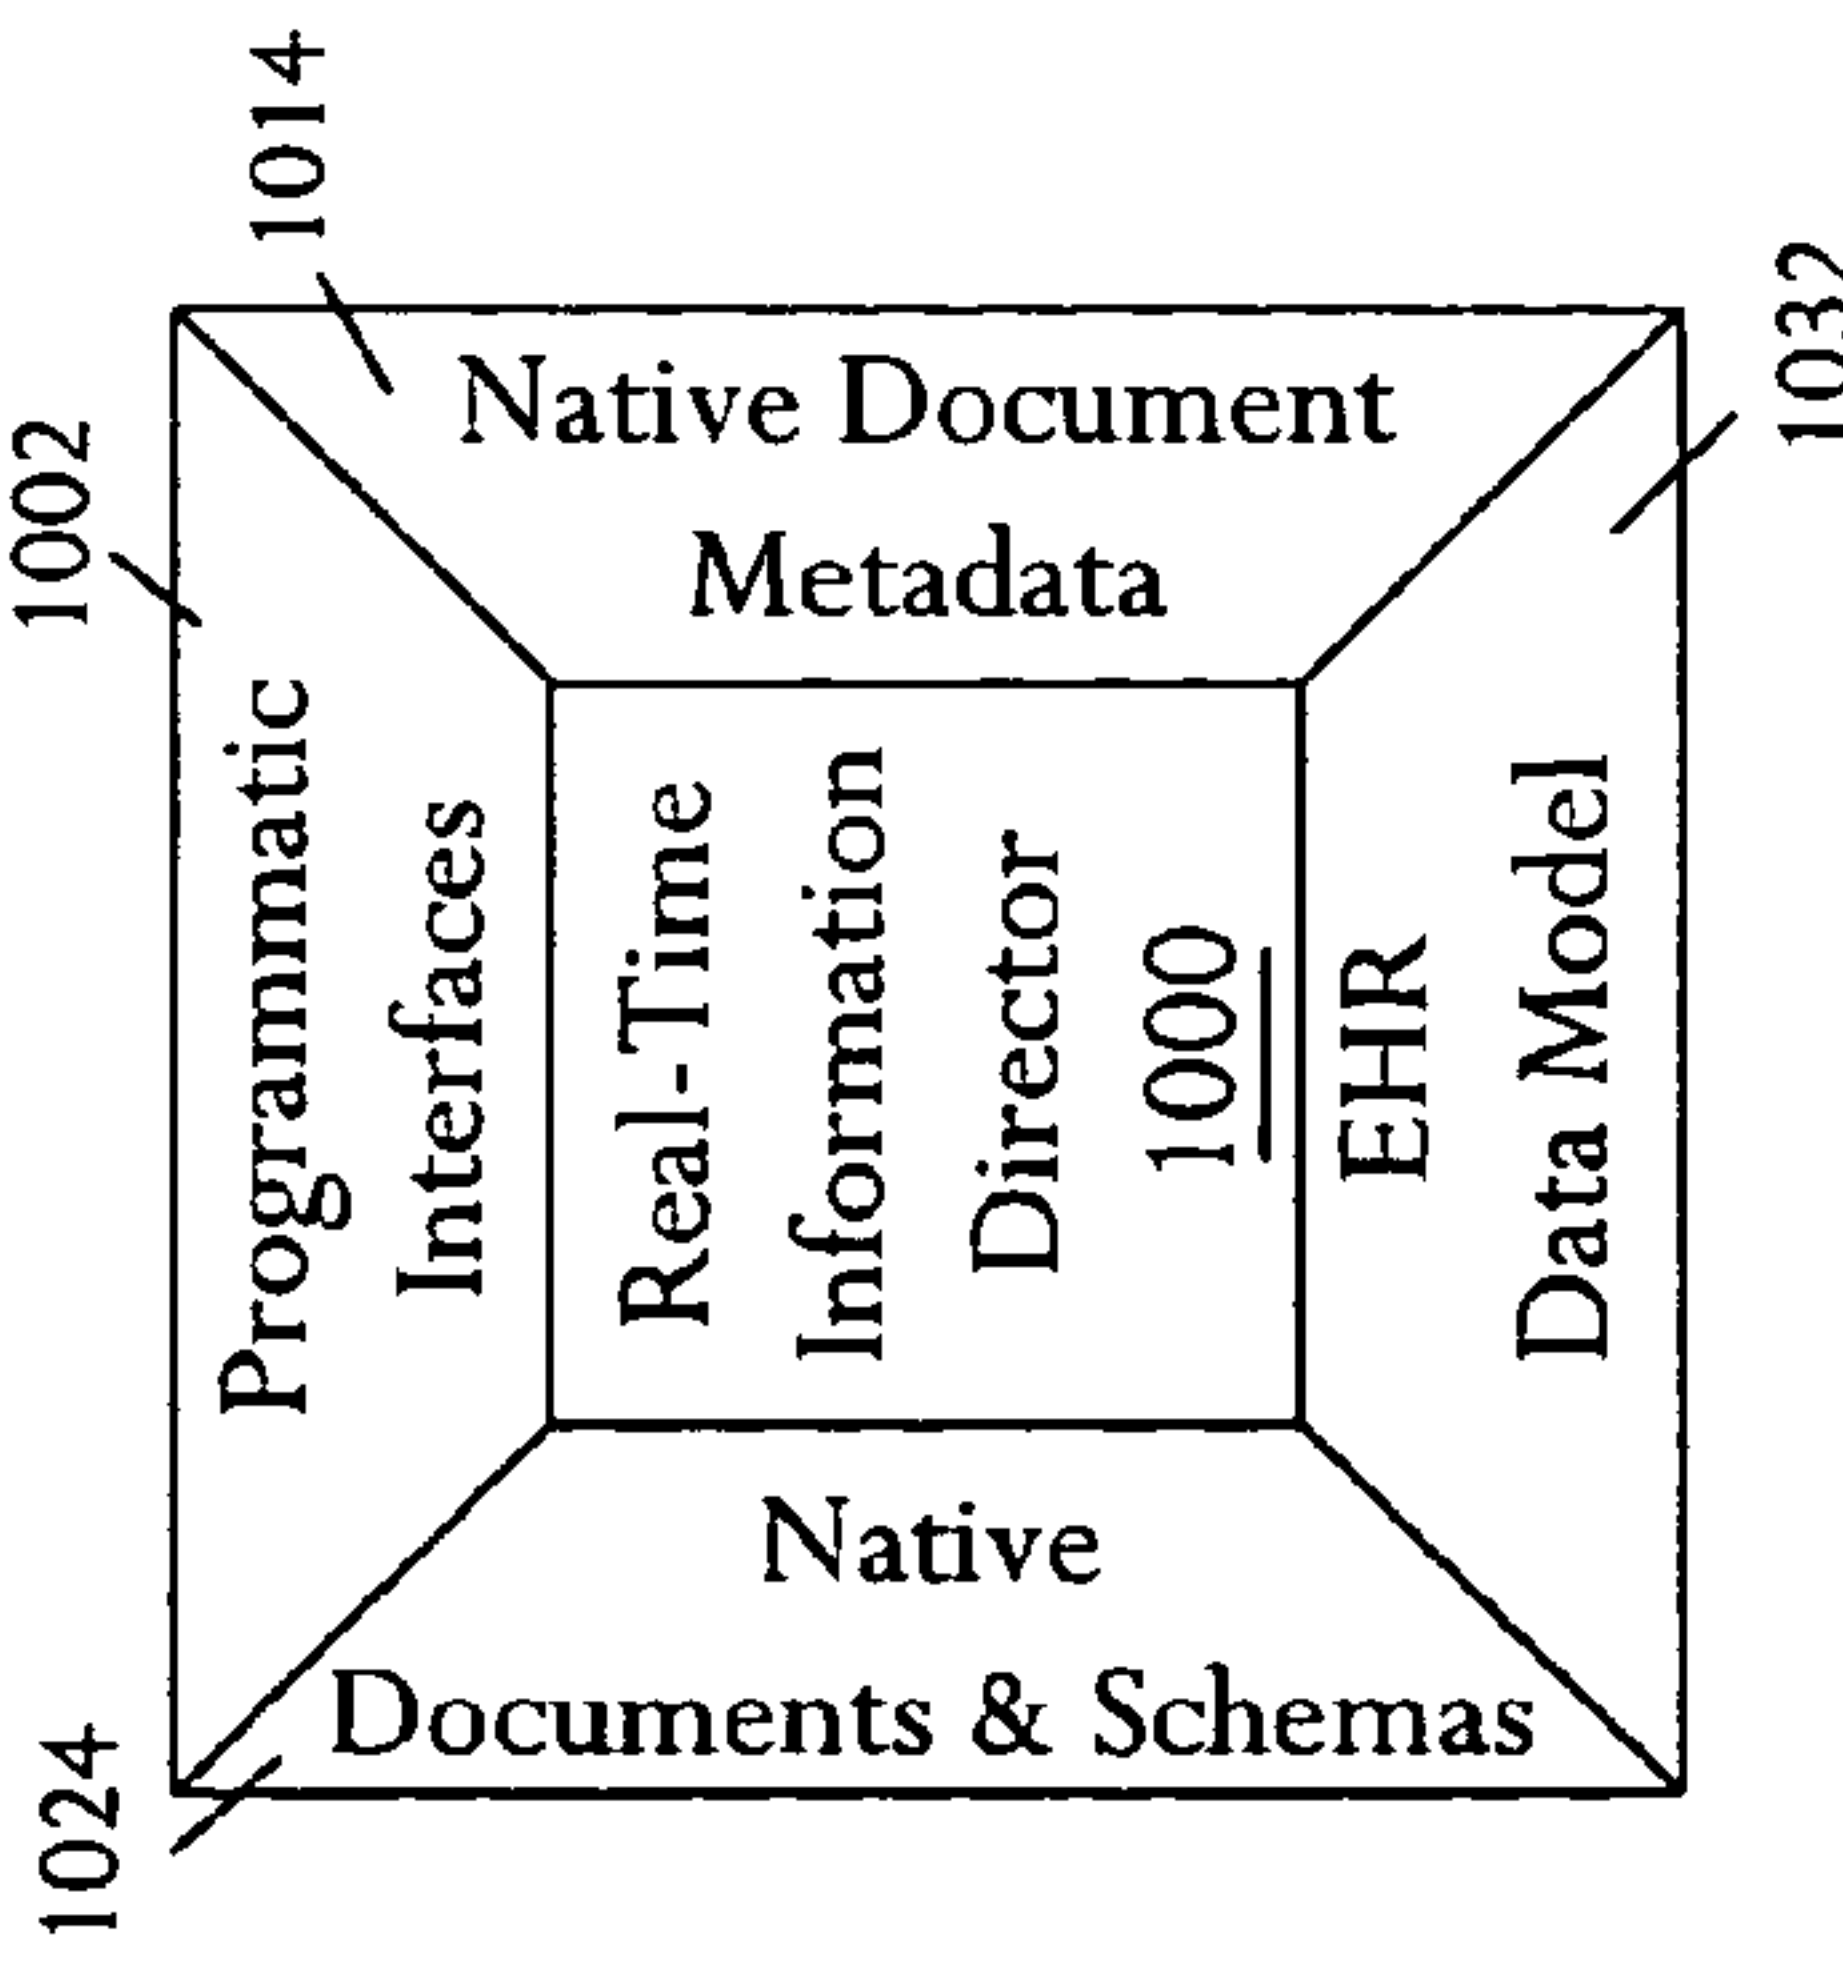 1014
1002
1032
Native Document
Metadata
Programmatic
Interfaces
Real-Time
Information
Director
1000
EHR
Data Model
Native
Documents & Schemas
1024